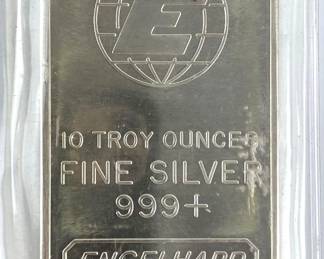 E
10 TROY OUNCES
FINE SILVER
999+
ENGELHARD